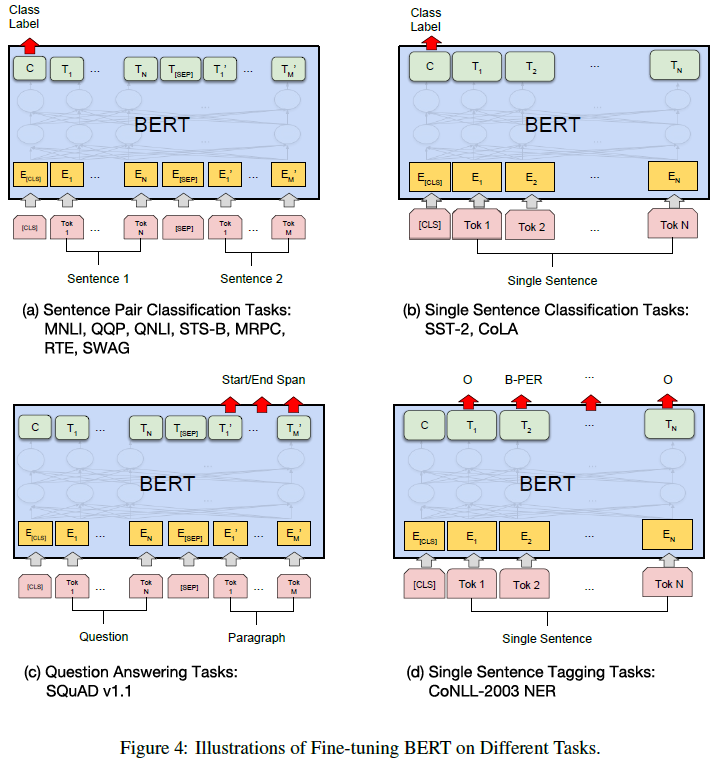 Class
Label
C T1 ... TN T[SEP] T1' ... TM'
...
BERT
...
E[CLS] E1 ... EN E[SEP] E1' ... EM'
[CLS] Tok 1 ... Tok N [SEP] Tok 1 ... Tok M
Sentence 1 Sentence 2
(a) Sentence Pair Classification Tasks:
MNLI, QQP, QNLI, STS-B, MRPC,
RTE, SWAG
Class
Label
C T1 T2 ... TN
...
BERT
...
E[CLS] E1 E2 ... EN
[CLS] Tok 1 Tok 2 ... Tok N
Single Sentence
(b) Single Sentence Classification Tasks:
SST-2, CoLA
Start/End Span
C T1 ... TN T[SEP] T1' ... TM'
...
BERT
...
E[CLS] E1 ... EN E[SEP] E1' ... EM'
[CLS] Tok 1 ... Tok N [SEP] Tok 1 ... Tok M
Question Paragraph
(c) Question Answering Tasks:
SQuAD v1.1
O B-PER ... O
C T1 T2 ... TN
...
BERT
...
E[CLS] E1 E2 ... EN
[CLS] Tok 1 Tok 2 ... Tok N
Single Sentence
(d) Single Sentence Tagging Tasks:
CoNLL-2003 NER
Figure 4: Illustrations of Fine-tuning BERT on Different Tasks.